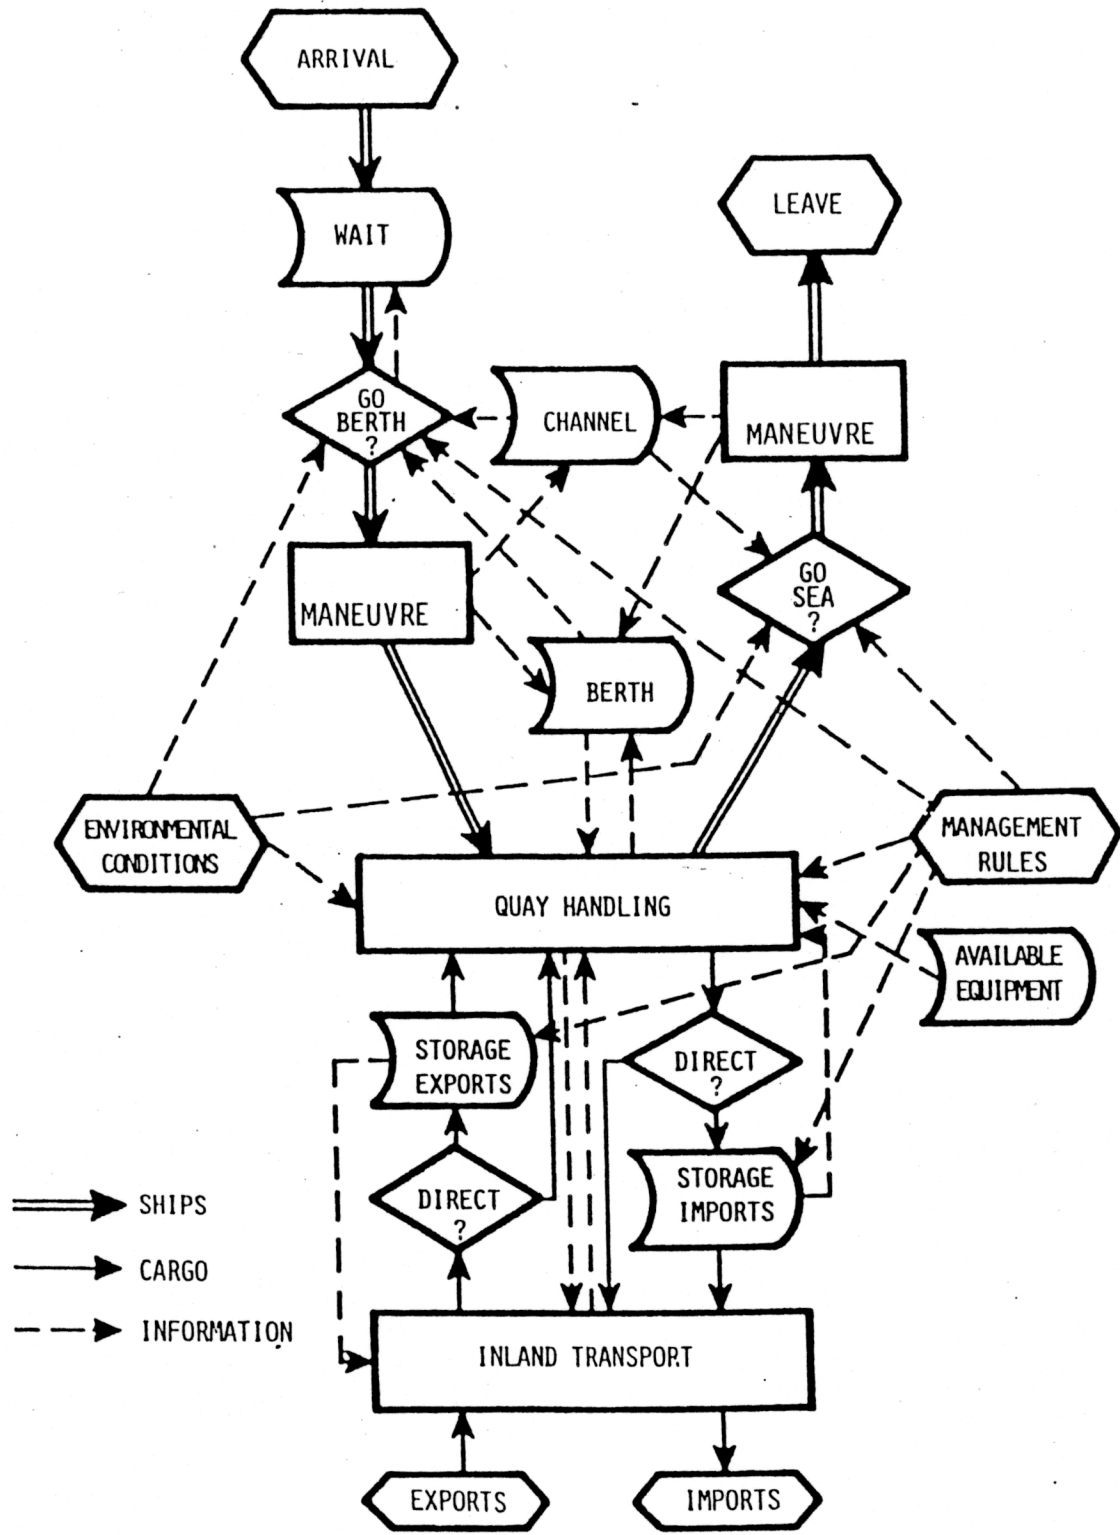 ARRIVAL
LEAVE
WAIT
GO
BERTH
?
CHANNEL
MANEUVRE
GO
SEA
?
MANEUVRE
BERTH
ENVIRONMENTAL
CONDITIONS
MANAGEMENT
RULES
QUAY HANDLING
AVAILABLE
EQUIPMENT
STORAGE
EXPORTS
DIRECT
?
STORAGE
IMPORTS
DIRECT
?
SHIPS
CARGO
INFORMATION
INLAND TRANSPORT
EXPORTS
IMPORTS